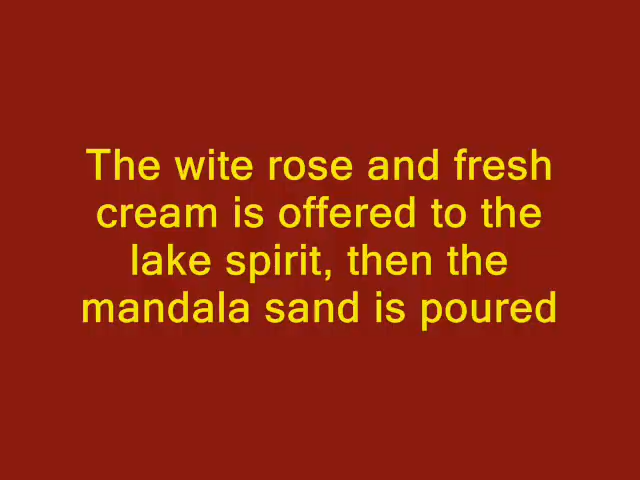 The wite rose and fresh
cream is offered to the
lake spirit, then the
mandala sand is poured